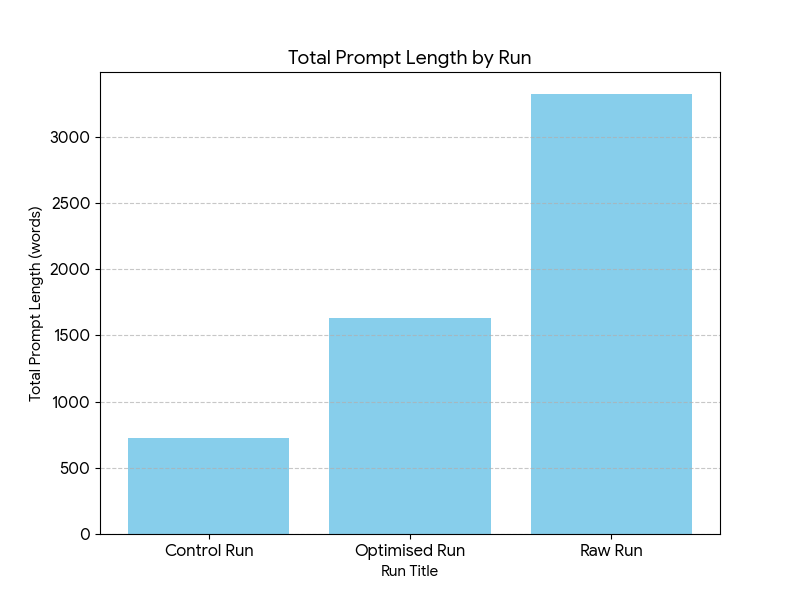 Total Prompt Length by Run
Total Prompt Length (words)
3000
2500
2000
1500
1000
500
0
Control Run
Optimised Run
Raw Run
Run Title